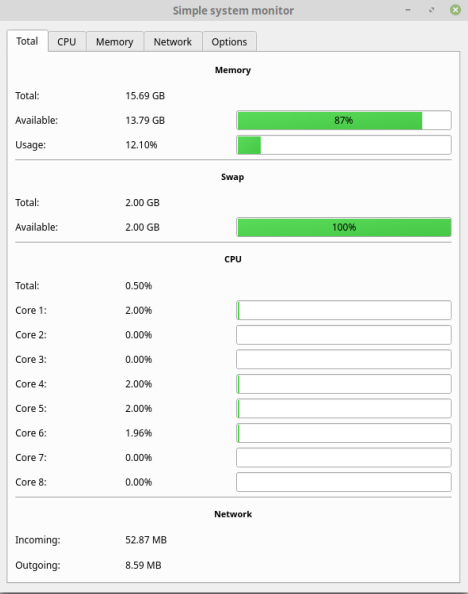 Simple system monitor
Total CPU Memory Network Options
Memory
Total: 15.69 GB
Available: 13.79 GB 87%
Usage: 12.10%
Swap
Total: 2.00 GB
Available: 2.00 GB 100%
CPU
Total: 0.50%
Core 1: 2.00%
Core 2: 0.00%
Core 3: 0.00%
Core 4: 2.00%
Core 5: 2.00%
Core 6: 1.96%
Core 7: 0.00%
Core 8: 0.00%
Network
Incoming: 52.87 MB
Outgoing: 8.59 MB